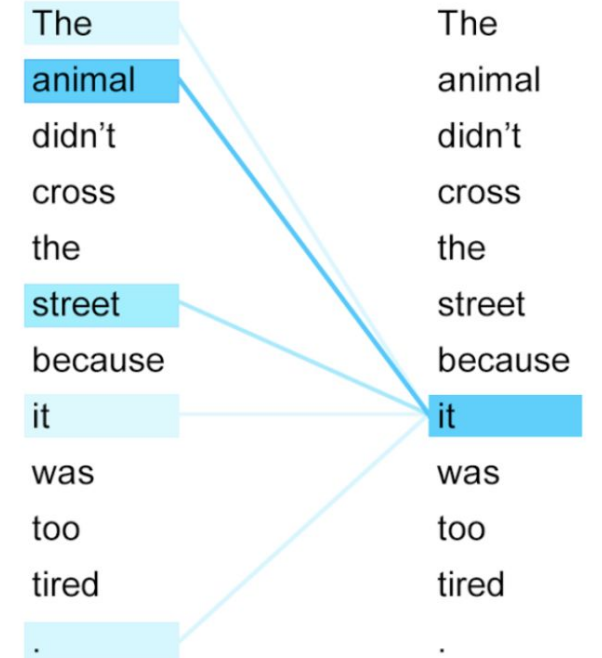 The
animal
didn’t
cross
the
street
because
it
was
too
tired
.
The
animal
didn’t
cross
the
street
because
it
was
too
tired
.